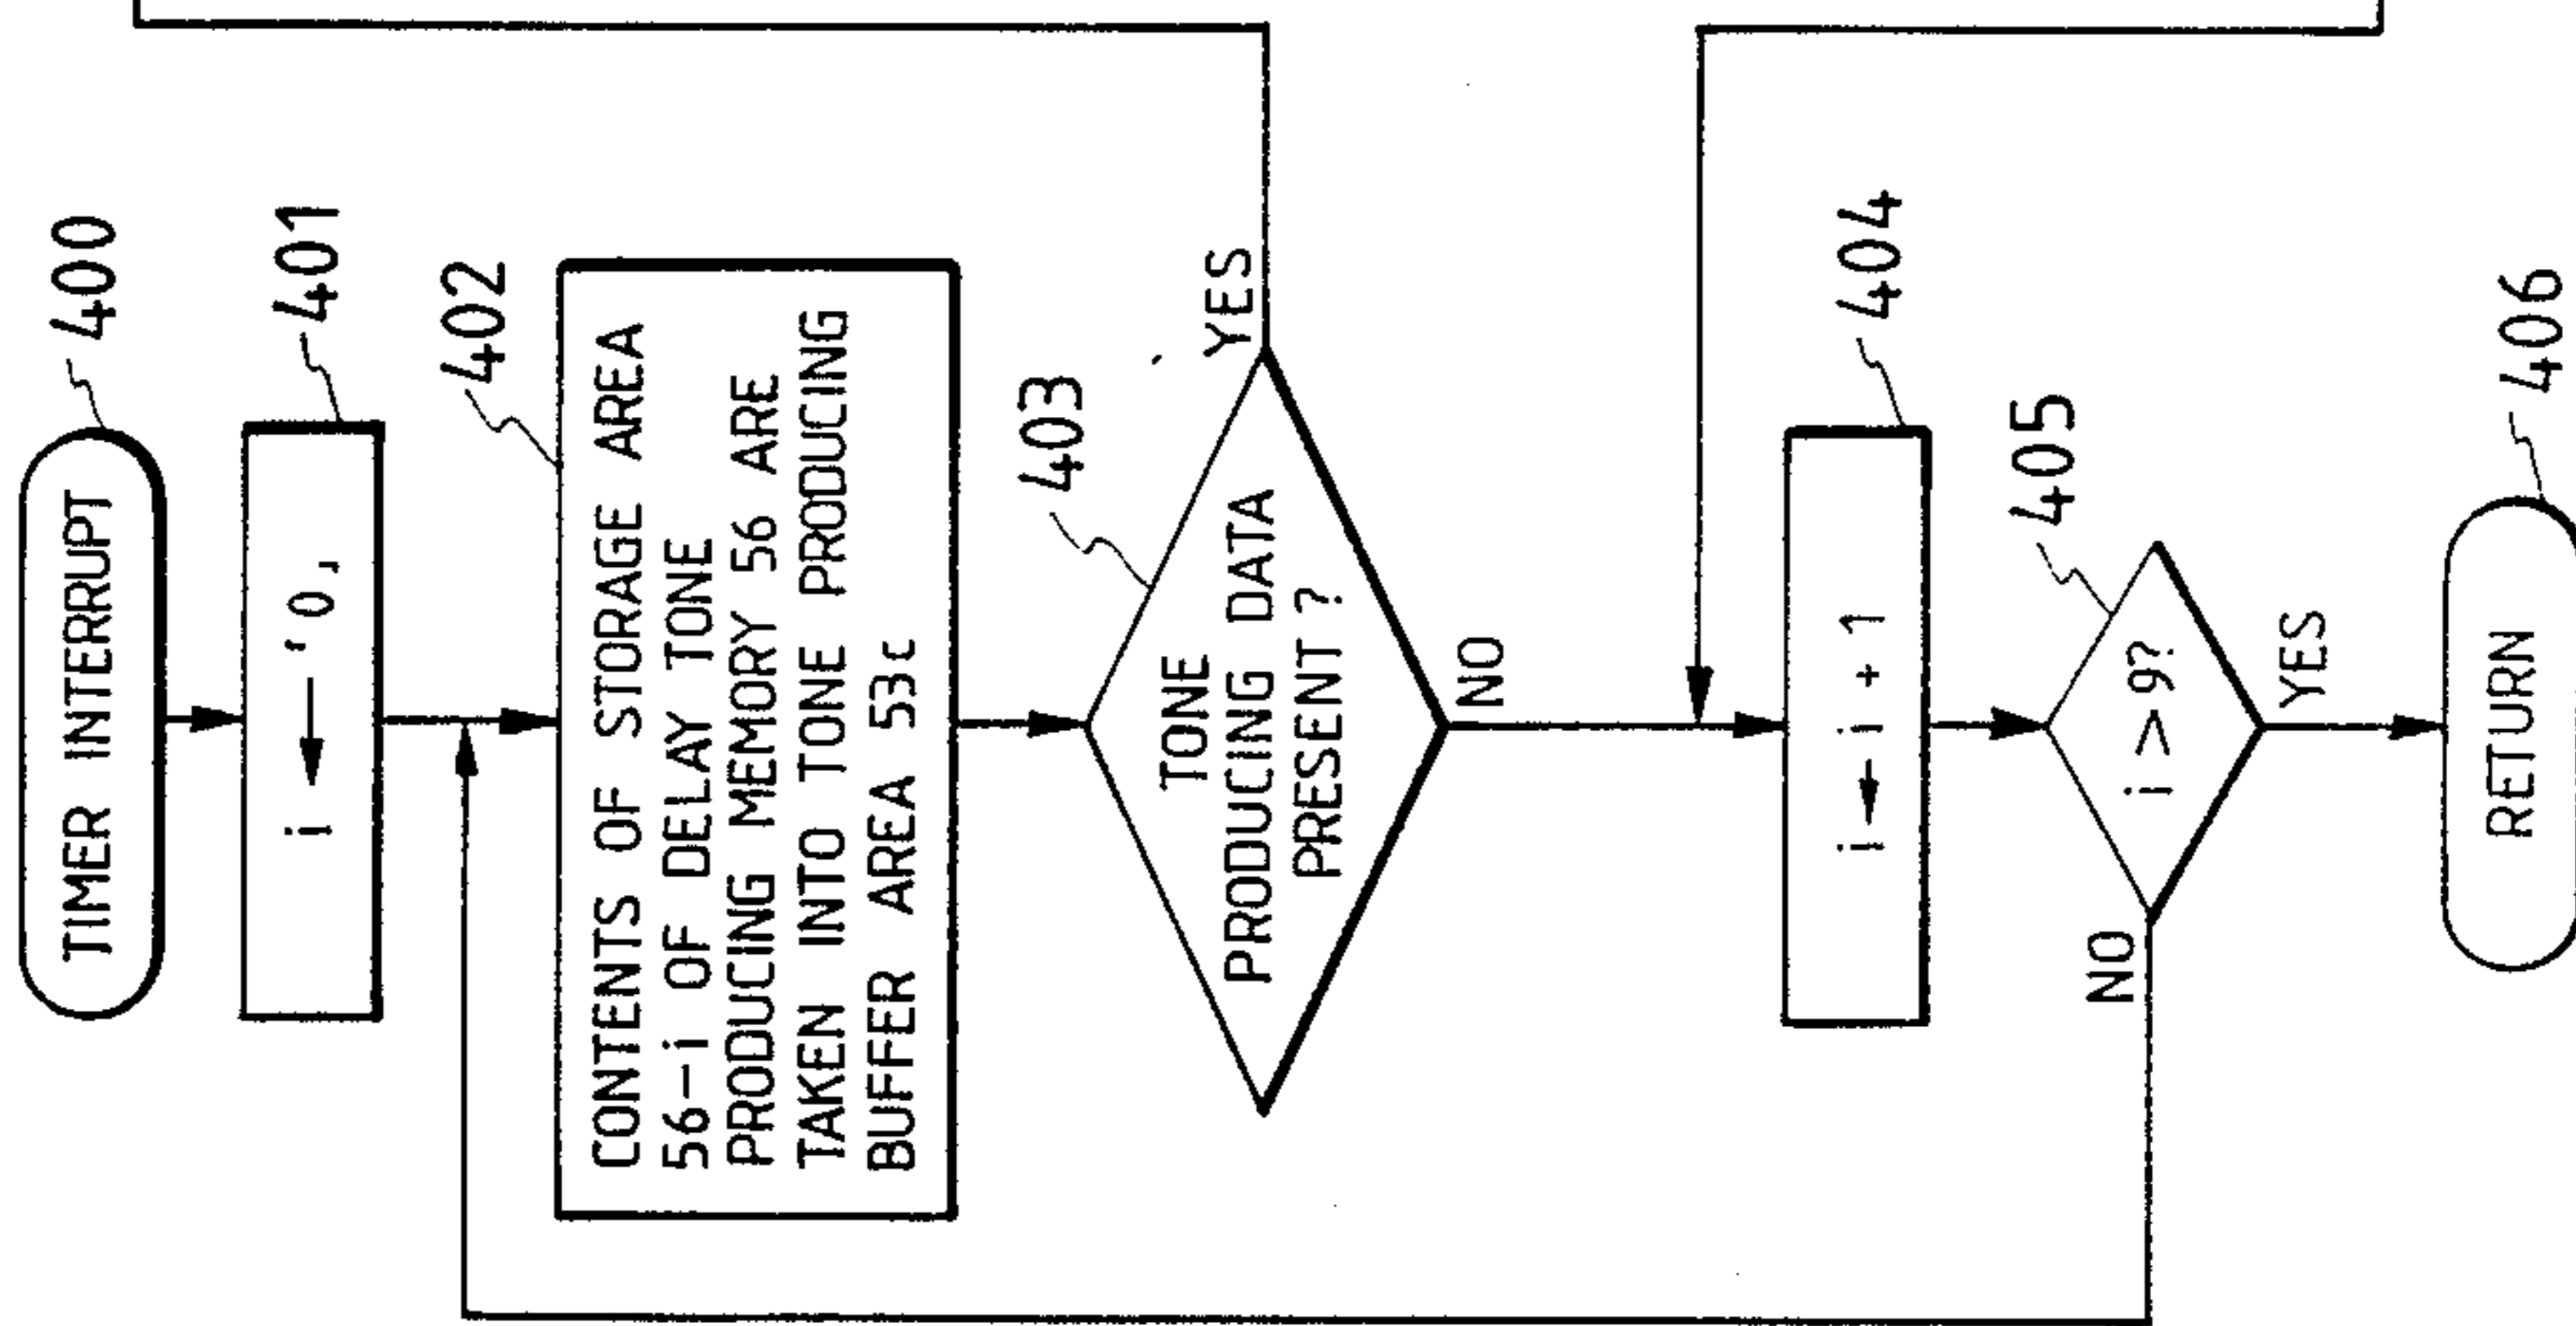 TIMER INTERRUPT
400
i ← ‘0’
401
402
CONTENTS OF STORAGE AREA
56-i OF DELAY TONE
PRODUCING MEMORY 56 ARE
TAKEN INTO TONE PRODUCING
BUFFER AREA 53c
403
TONE
PRODUCING DATA
PRESENT ?
YES
NO
404
i ← i + 1
405
i > 9?
NO
YES
406
RETURN